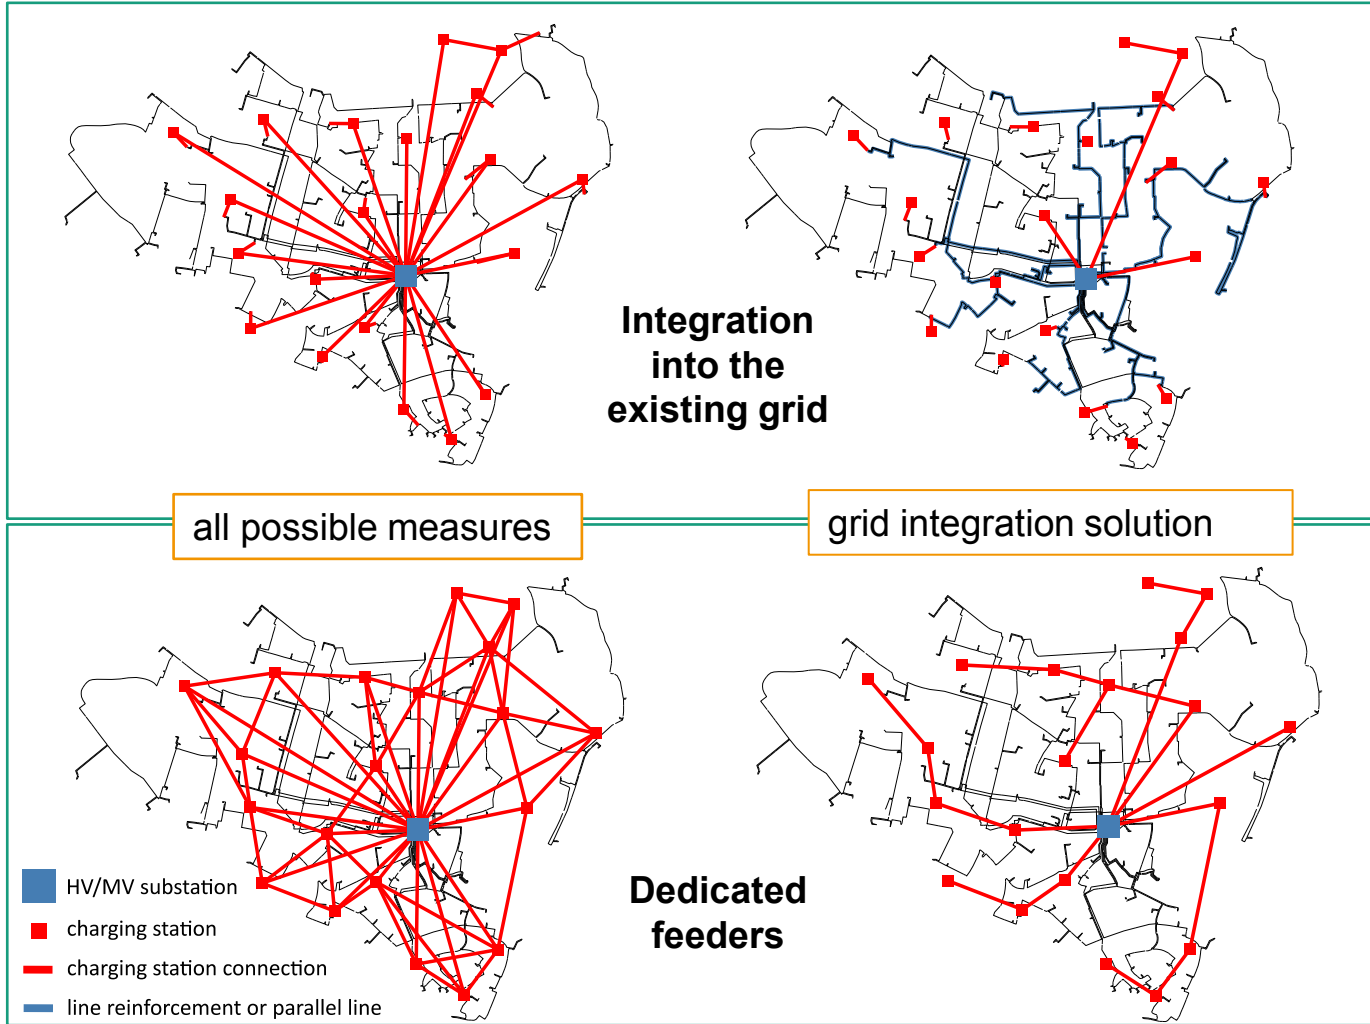 Integration
into the
existing grid
all possible measures
grid integration solution
Dedicated
feeders
HV/MV substation
charging station
charging station connection
line reinforcement or parallel line